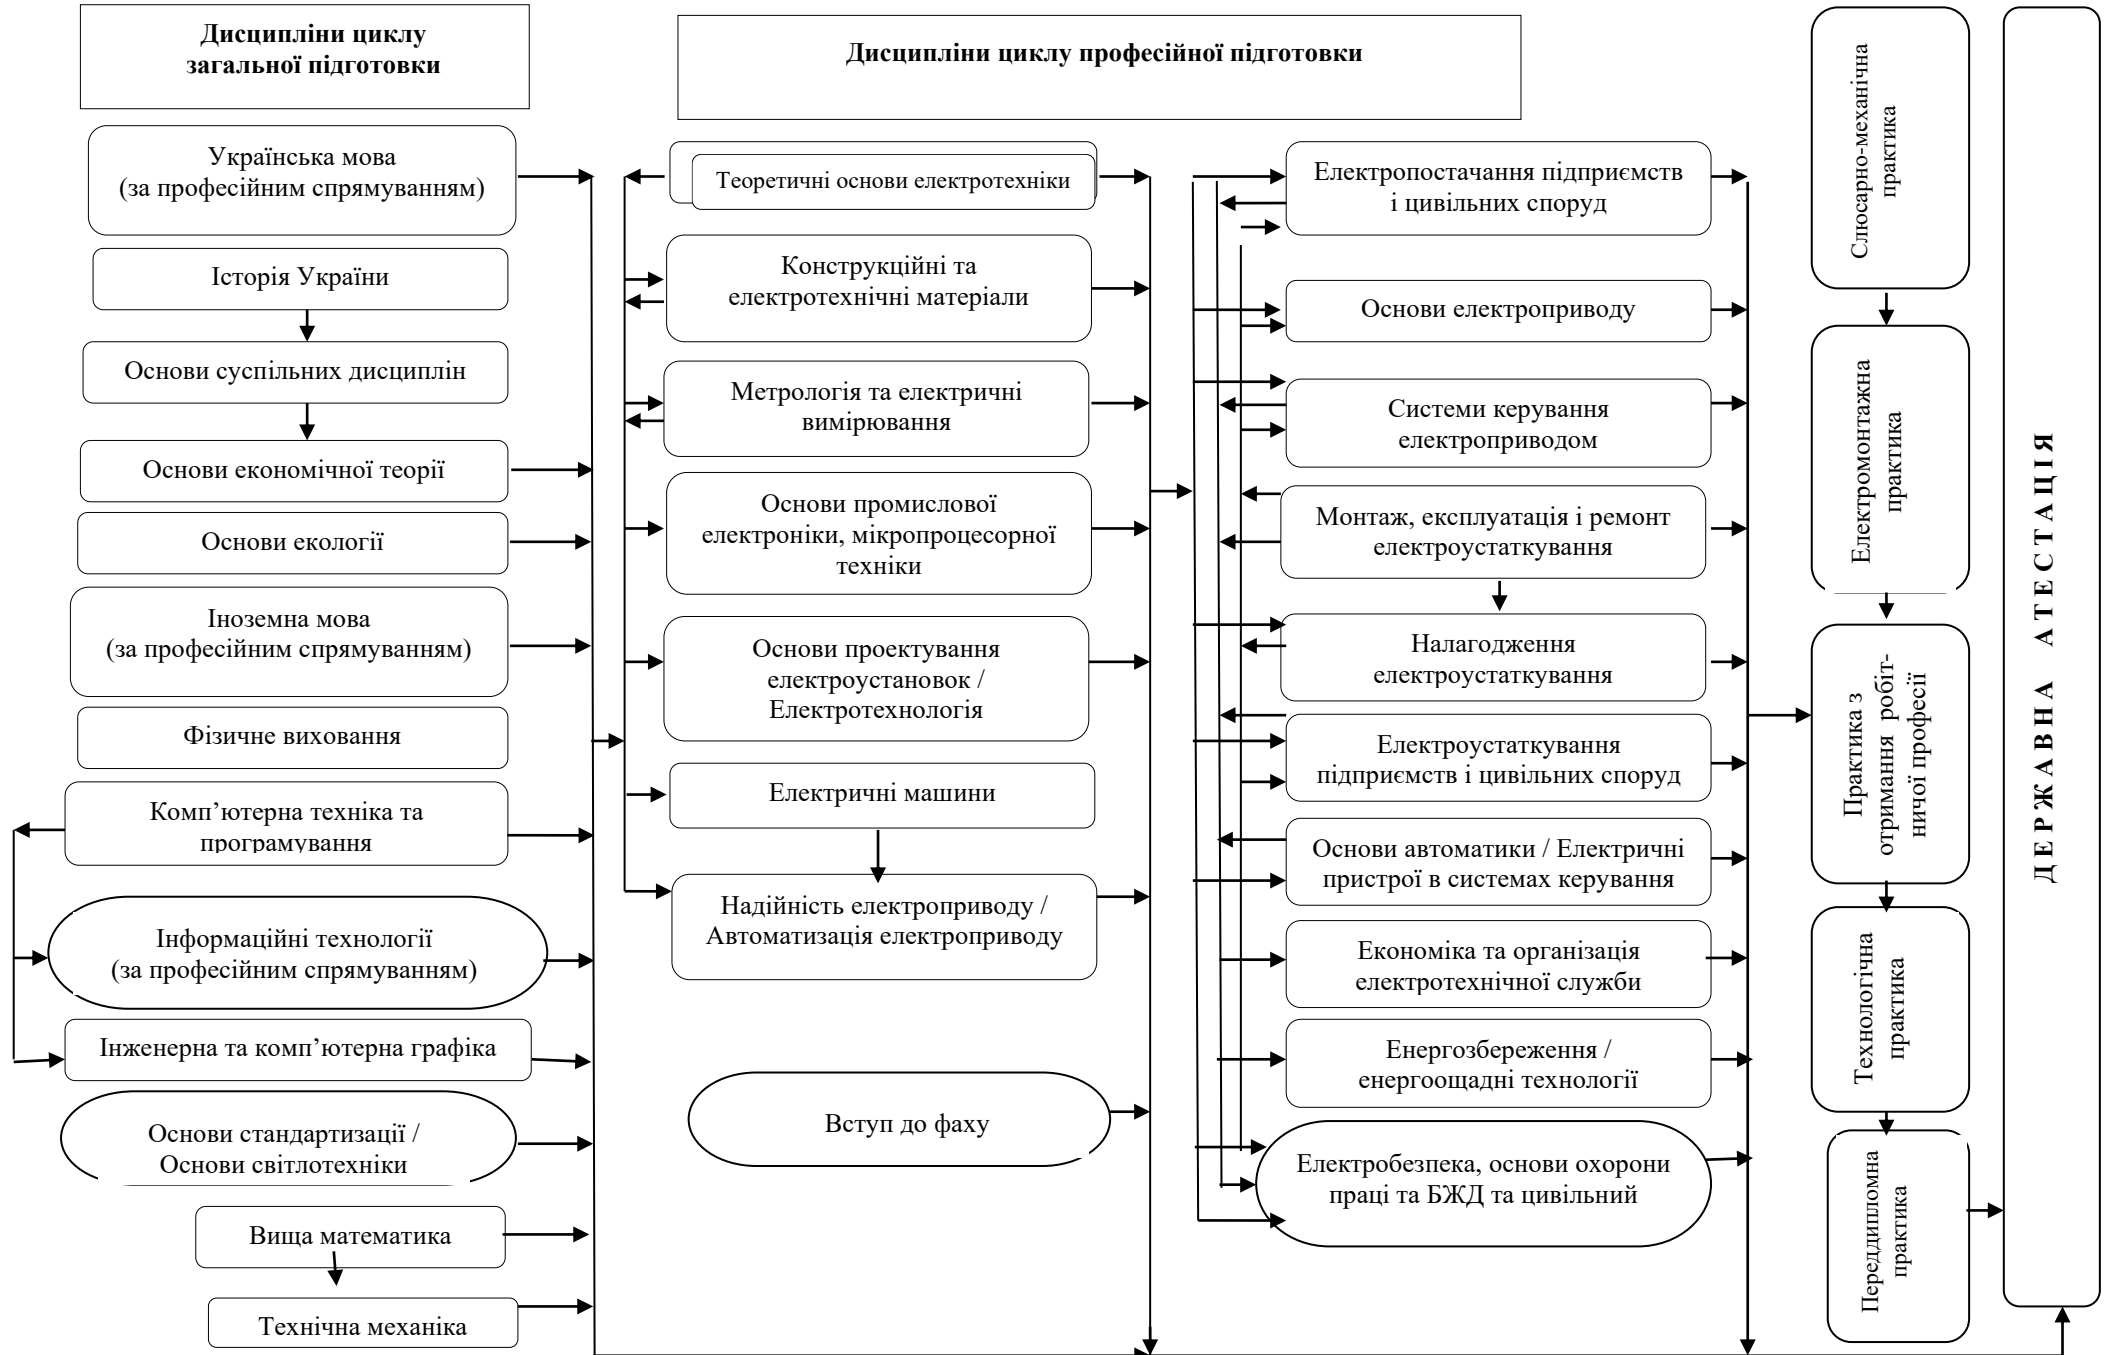 Дисципліни циклу
загальної підготовки
Дисципліни циклу професійної підготовки
Українська мова
(за професійним спрямуванням)
Історія України
Основи суспільних дисциплін
Основи економічної теорії
Основи екології
Іноземна мова
(за професійним спрямуванням)
Фізичне виховання
Комп’ютерна техніка та
програмування
Інформаційні технології
(за професійним спрямуванням)
Інженерна та комп’ютерна графіка
Основи стандартизації /
Основи світлотехніки
Вища математика
Технічна механіка
Теоретичні основи електротехніки
Конструкційні та
електротехнічні матеріали
Метрологія та електричні
вимірювання
Основи промислової
електроніки, мікропроцесорної
техніки
Основи проектування
електроустановок /
Електротехнологія
Електричні машини
Надійність електроприводу /
Автоматизація електроприводу
Вступ до фаху
Електропостачання підприємств
і цивільних споруд
Основи електроприводу
Системи керування
електроприводом
Монтаж, експлуатація і ремонт
електроустаткування
Налагодження
електроустаткування
Електроустаткування
підприємств і цивільних споруд
Основи автоматики / Електричні
пристрої в системах керування
Економіка та організація
електротехнічної служби
Енергозбереження /
енергоощадні технології
Електробезпека, основи охорони
праці та БЖД та цивільний
Слюсарно-механічна
практика
Електромонтажна
практика
Практика з
отримання робіт-
ничої професії
Технологічна
практика
Переддипломна
практика
ДЕРЖАВНА АТЕСТАЦІЯ